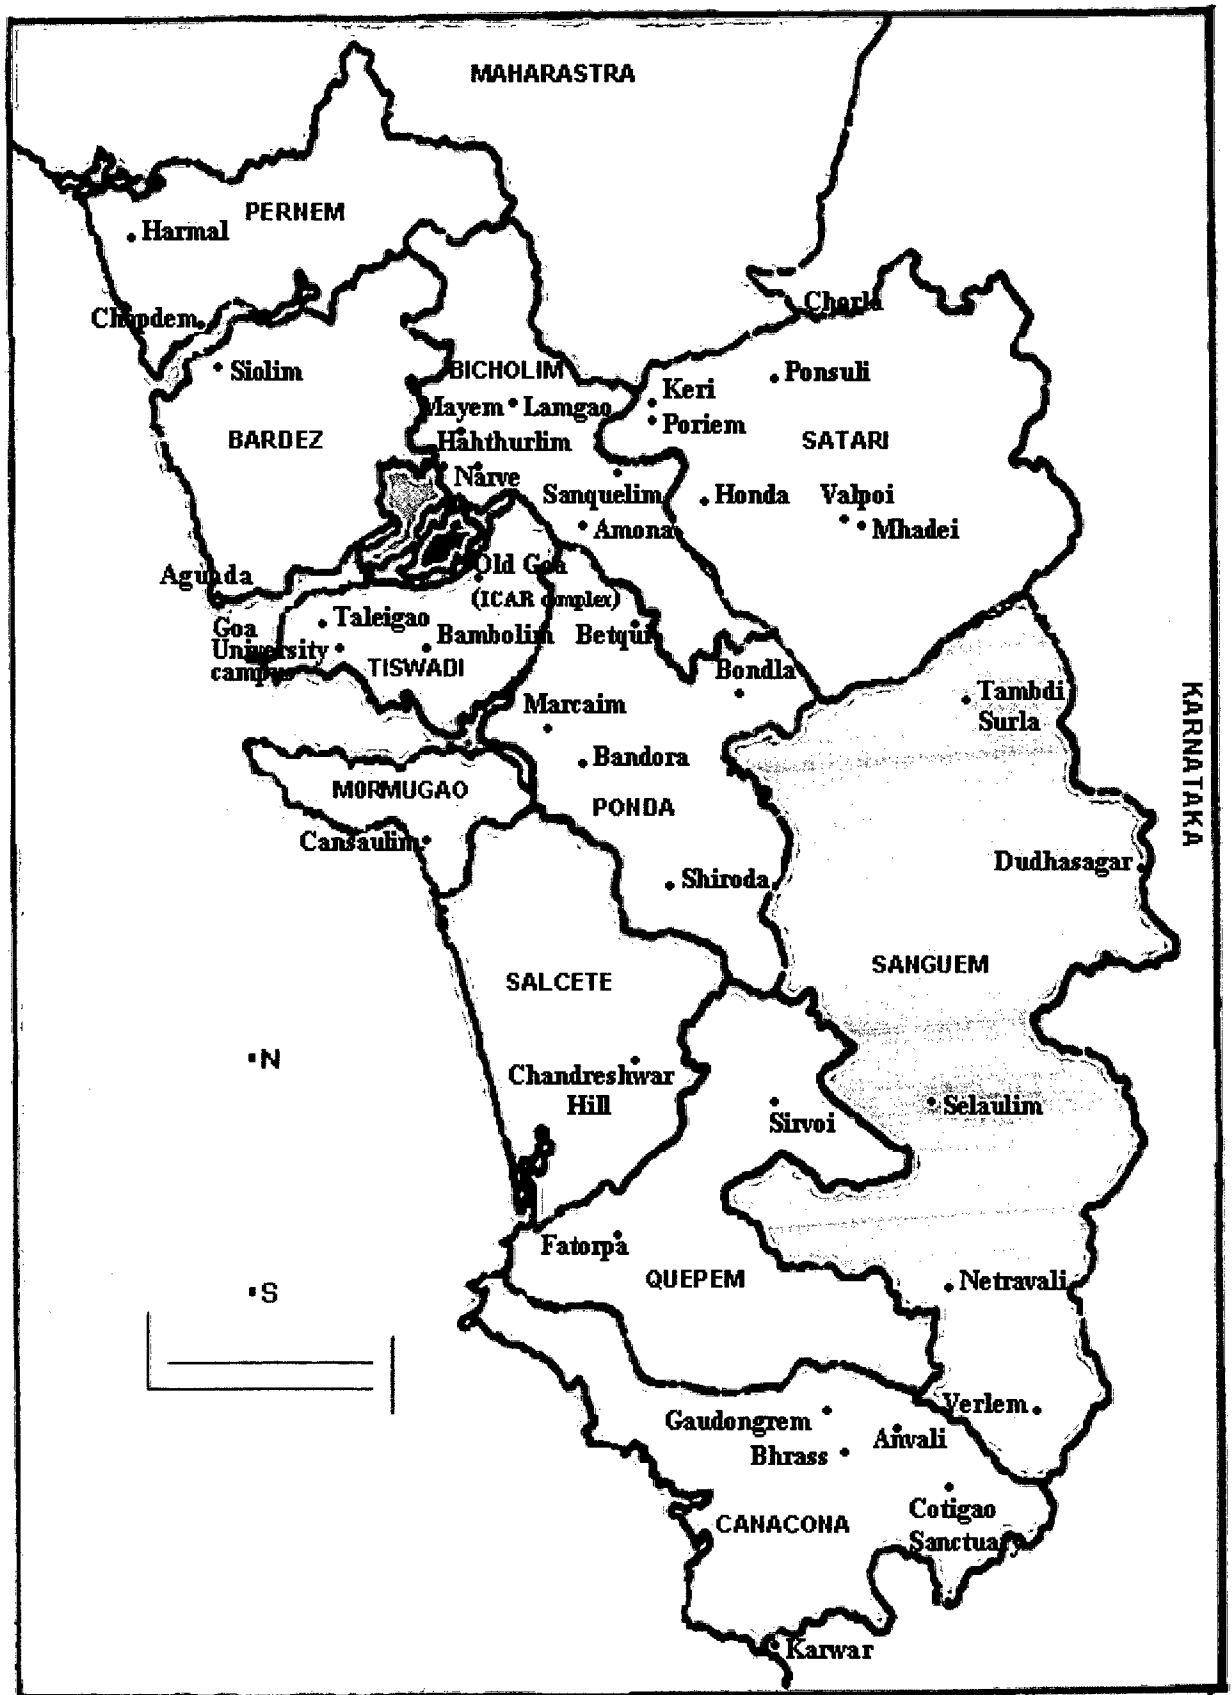 MAHARASTRA
PERNEM
Harmal
Chopdem
Chorla
Siolim
BICHOLIM
Keri
Ponsuli
Mayem
Lamgao
Poriem
BARDEZ
Hahthurlim
SATARI
Narve
Sanquelim
Honda
Valpoi
Amona
Mhadei
Old Goa
Aguada
(ICAR complex)
Taleigao
Goa
University
campus
Bambolim
Betqui
TISWADI
Bondla
Tambdi
Surla
Marcaim
KARNATAKA
Bandora
MORMUGAO
PONDA
Cansaulim
Dudhasagar
Shiroda
SANGUEM
SALCETE
N
Chandreshwar
Hill
Selaulim
Sirvoi
Fatorpa
QUEPEM
Netravali
S
Verlem
Gaudongrem
Anvali
Bhrass
Cotigao
Sanctuary
CANACONA
Karwar